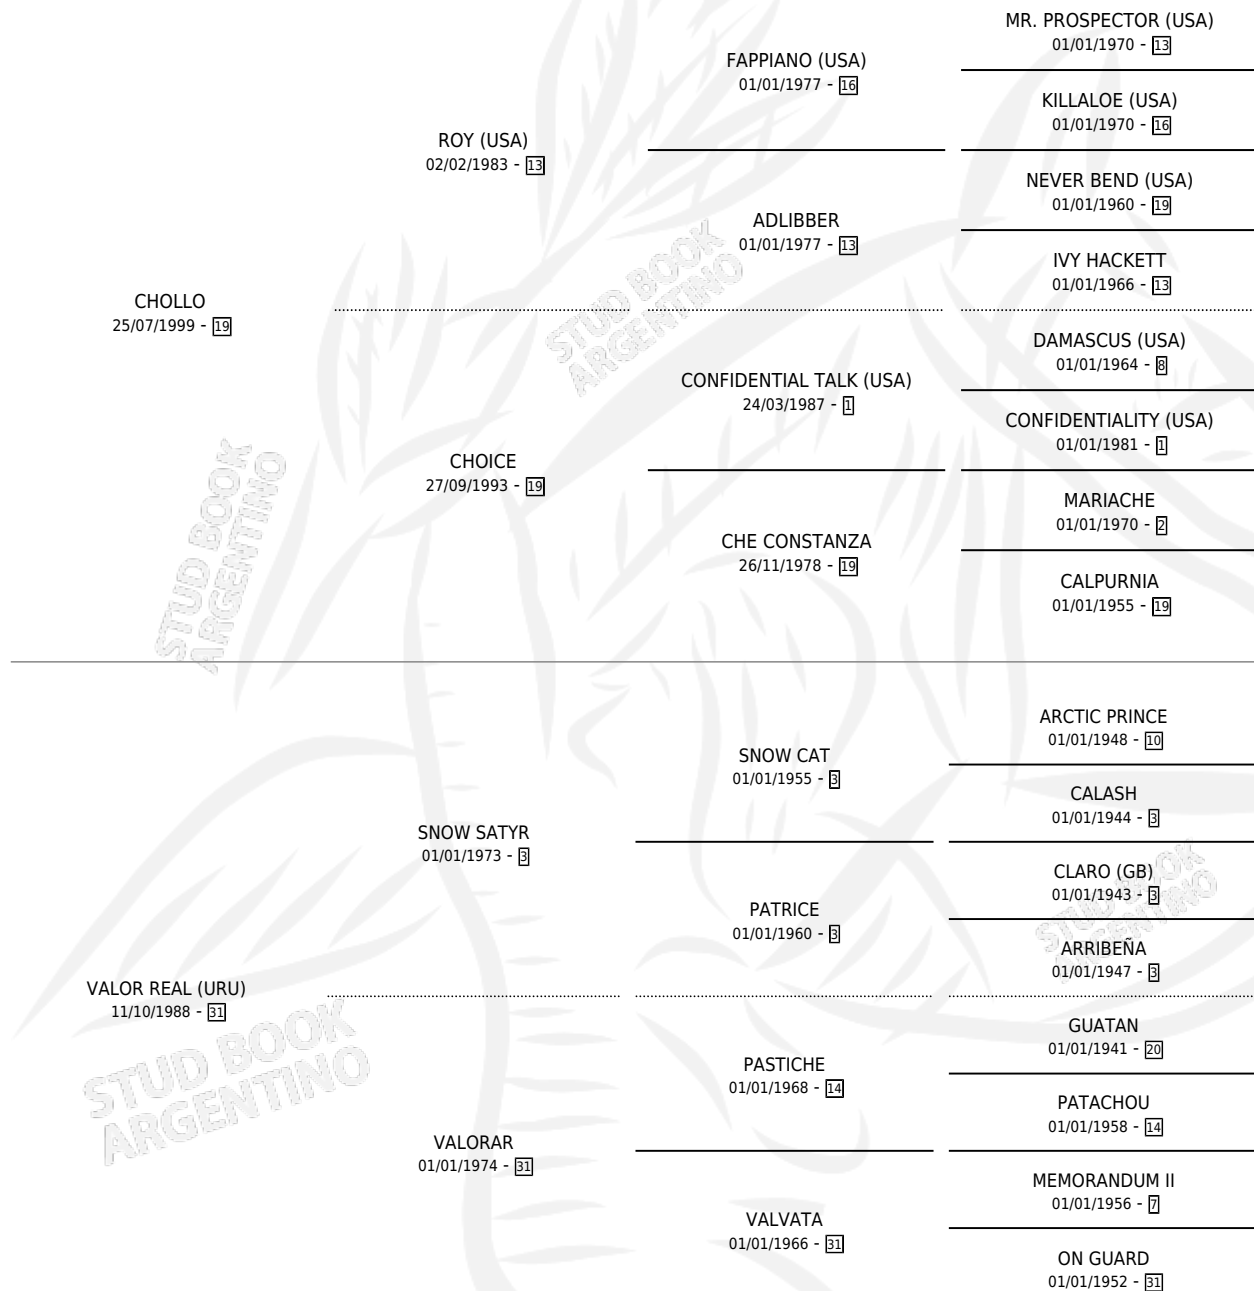 MR. PROSPECTOR (USA)
01/01/1970 - 13
FAPPIANO (USA)
01/01/1977 - 16
KILLALOE (USA)
01/01/1970 - 16
ROY (USA)
02/02/1983 - 13
NEVER BEND (USA)
01/01/1960 - 19
ADLIBBER
01/01/1977 - 13
IVY HACKETT
01/01/1966 - 13
CHOLLO
25/07/1999 - 19
DAMASCUS (USA)
01/01/1964 - 8
CONFIDENTIAL TALK (USA)
24/03/1987 - 1
CONFIDENTIALITY (USA)
01/01/1981 - 1
CHOICE
27/09/1993 - 19
MARIACHE
01/01/1970 - 2
CHE CONSTANZA
26/11/1978 - 19
CALPURNIA
01/01/1955 - 19
ARCTIC PRINCE
01/01/1948 - 10
SNOW CAT
01/01/1955 - 3
CALASH
01/01/1944 - 3
SNOW SATYR
01/01/1973 - 3
CLARO (GB)
01/01/1943 - 3
PATRICE
01/01/1960 - 3
ARRIBEÑA
01/01/1947 - 3
VALOR REAL (URU)
11/10/1988 - 31
GUATAN
01/01/1941 - 20
PASTICHE
01/01/1968 - 14
PATACHOU
01/01/1958 - 14
VALORAR
01/01/1974 - 31
MEMORANDUM II
01/01/1956 - 7
VALVATA
01/01/1966 - 31
ON GUARD
01/01/1952 - 31
STUD BOOK
ARGENTINO
STUD BOOK
ARGENTINO
STUD BOOK
ARGENTINO
STUD BOOK
ARGENTINO